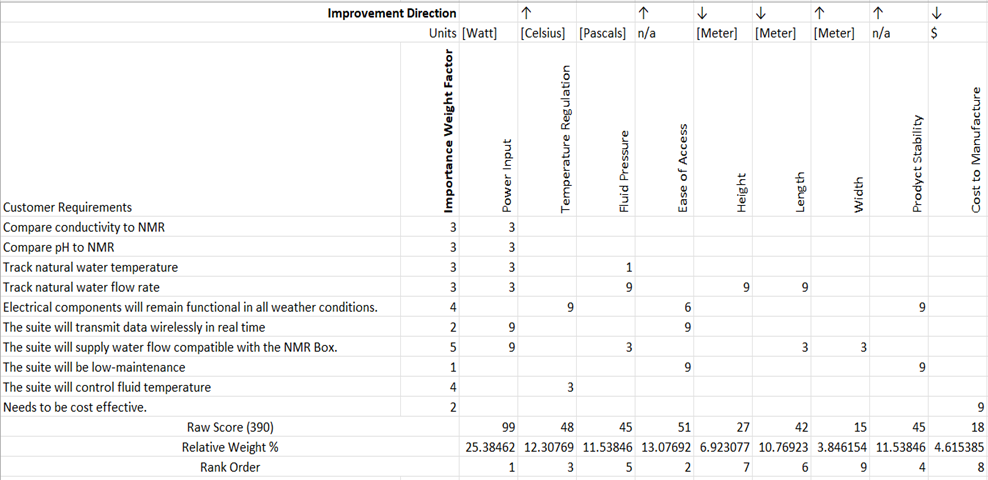 Improvement Direction ↑ ↑ ↓ ↓ ↑ ↑ ↓
Units [Watt] [Celsius] [Pascals] n/a [Meter] [Meter] [Meter] n/a $
Customer Requirements Importance Weight Factor Power Input Temperature Regulation Fluid Pressure Ease of Access Height Length Width Prodyct Stability Cost to Manufacture
Compare conductivity to NMR 3 3
Compare pH to NMR 3 3
Track natural water temperature 3 3 1
Track natural water flow rate 3 3 9 9 9
Electrical components will remain functional in all weather conditions. 4 9 6 9
The suite will transmit data wirelessly in real time 2 9 9
The suite will supply water flow compatible with the NMR Box. 5 9 3 3 3
The suite will be low-maintenance 1 9 9
The suite will control fluid temperature 4 3
Needs to be cost effective. 2 9
Raw Score (390) 99 48 45 51 27 42 15 45 18
Relative Weight % 25.38462 12.30769 11.53846 13.07692 6.923077 10.76923 3.846154 11.53846 4.615385
Rank Order 1 3 5 2 7 6 9 4 8